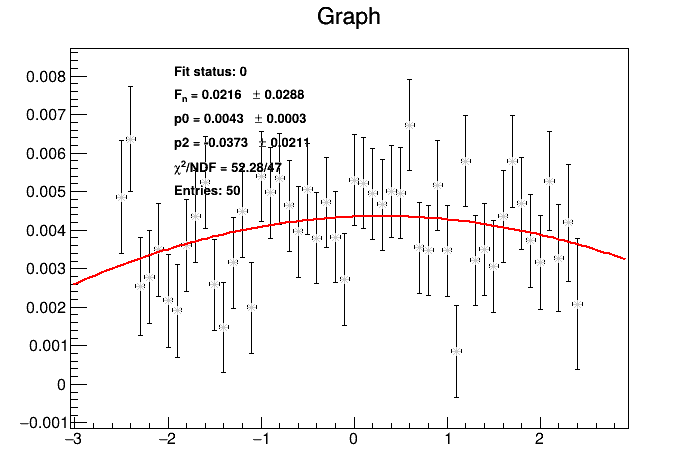 Graph
0.008
0.007
0.006
0.005
0.004
0.003
0.002
0.001
0
−0.001
Fit status: 0
Fn = 0.0216 ± 0.0288
p0 = 0.0043 ± 0.0003
p2 = -0.0373 ± 0.0211
χ²/NDF = 52.28/47
Entries: 50
−3 −2 −1 0 1 2